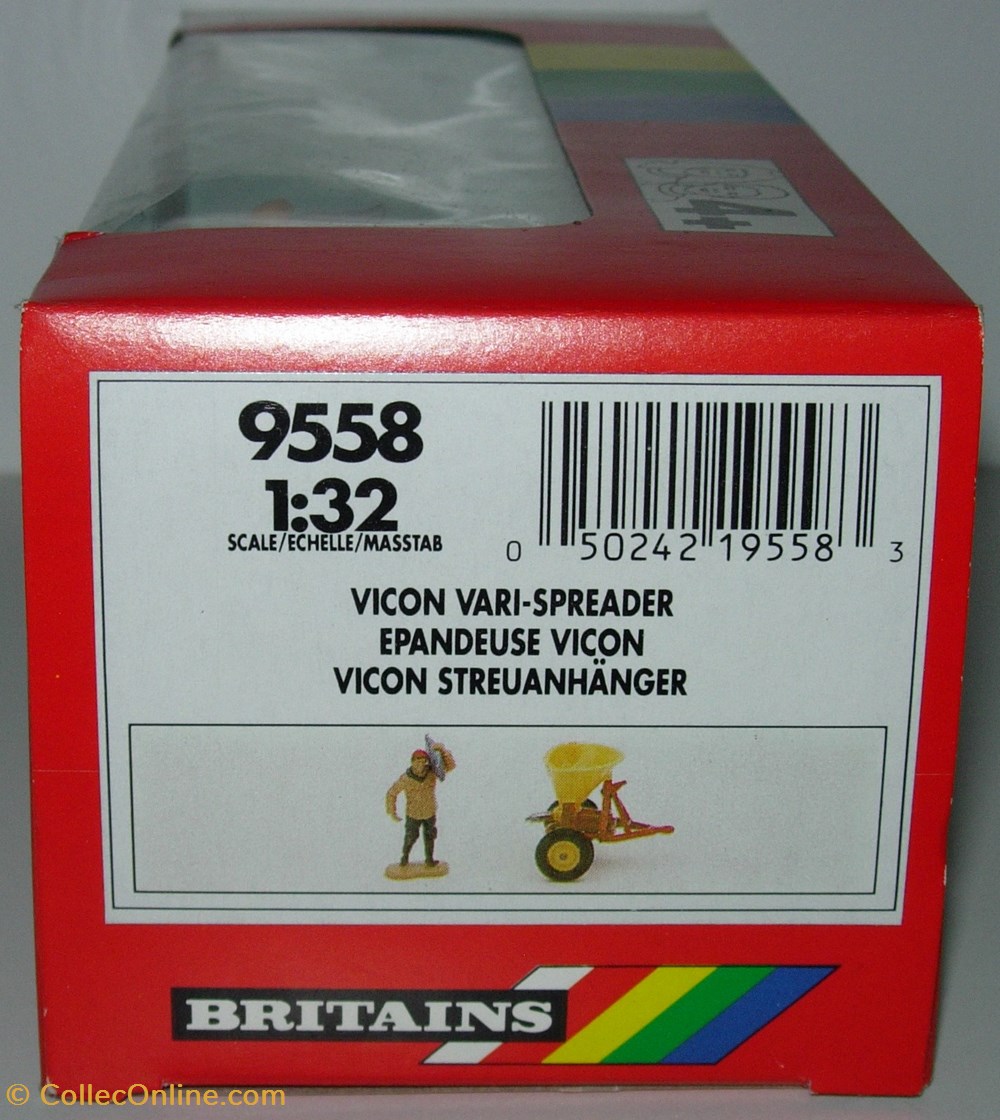 4+
9558
1:32
SCALE/ECHELLE/MASSTAB
0 50242 19558 3
VICON VARI-SPREADER
EPANDEUSE VICON
VICON STREUANHÄNGER
BRITAINS
© CollecOnline.com